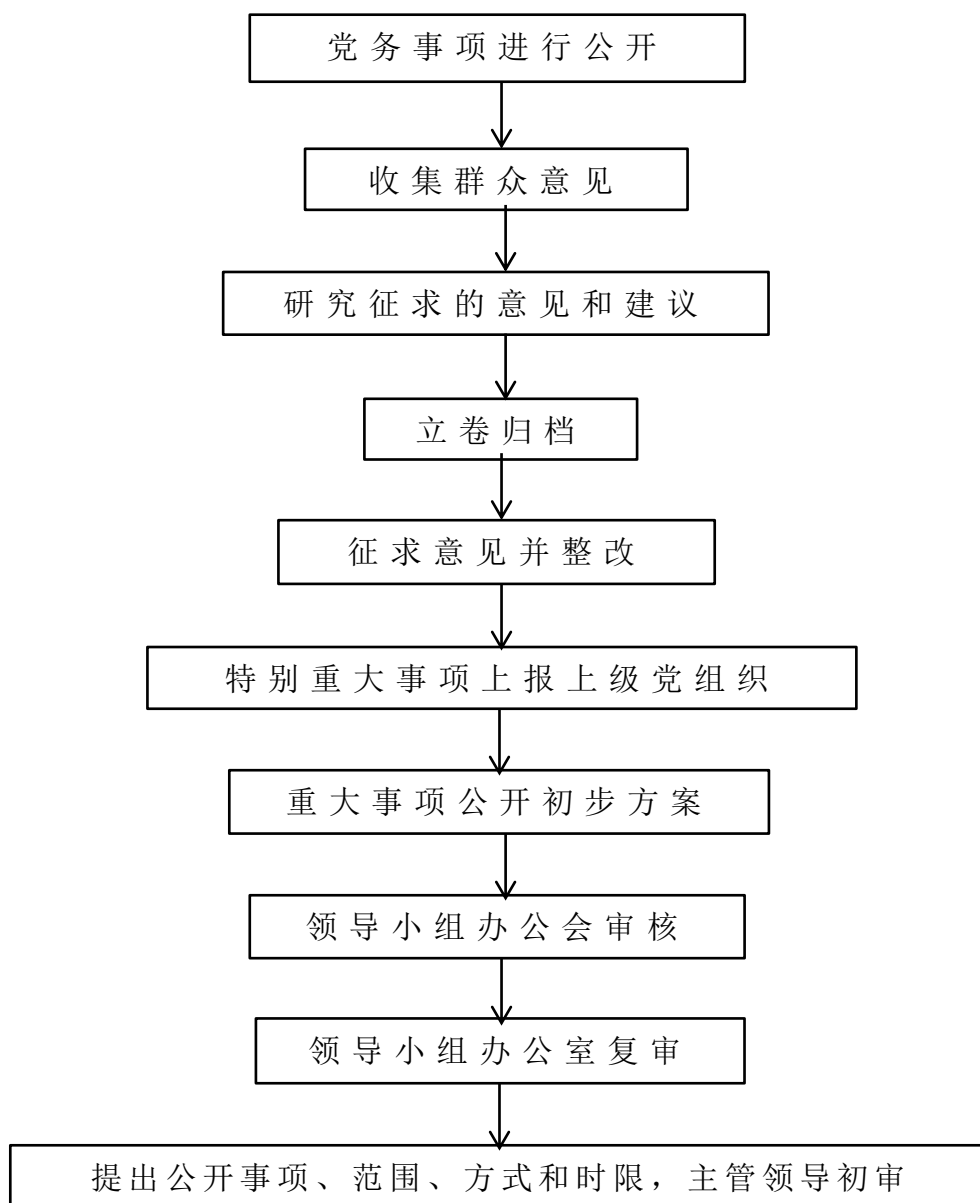 党务事项进行公开
收集群众意见
研究征求的意见和建议
立卷归档
征求意见并整改
特别重大事项上报上级党组织
重大事项公开初步方案
领导小组办公会审核
领导小组办公室复审
提出公开事项、范围、方式和时限，主管领导初审